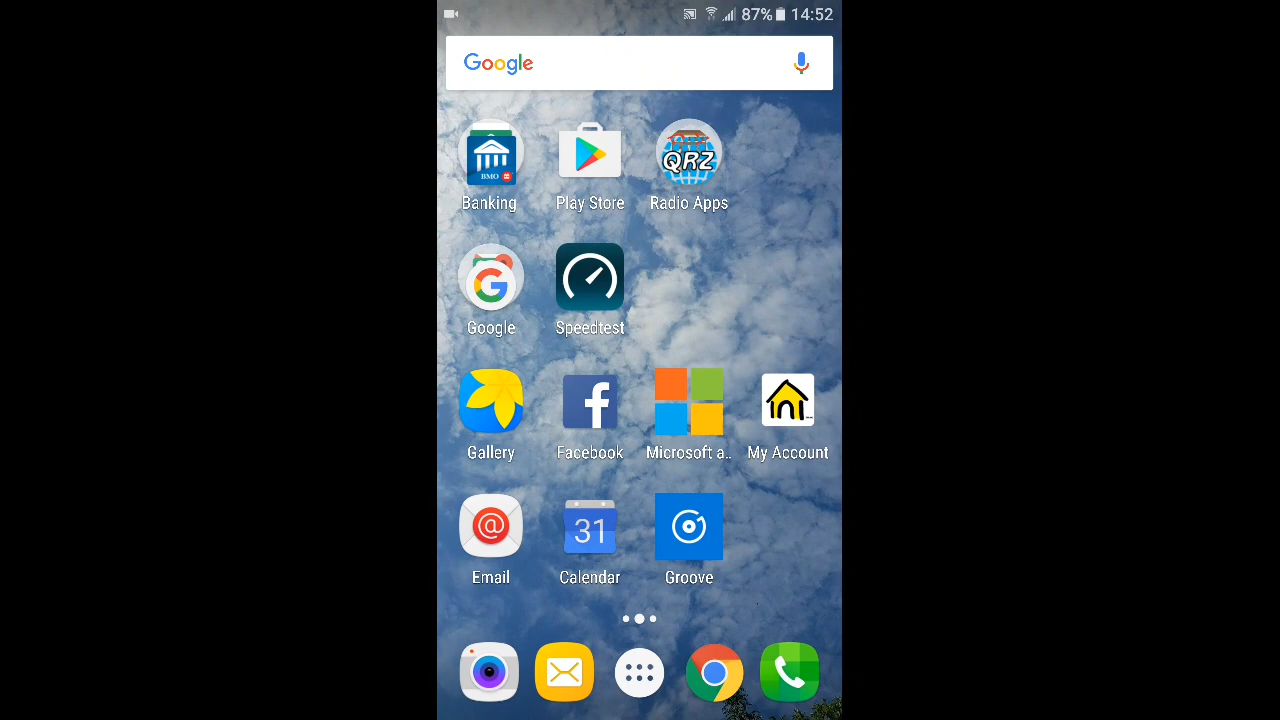 87% 14:52
Google
BMO
QRZ
Banking Play Store Radio Apps
Google Speedtest
Gallery Facebook Microsoft a.. My Account
31
Email Calendar Groove